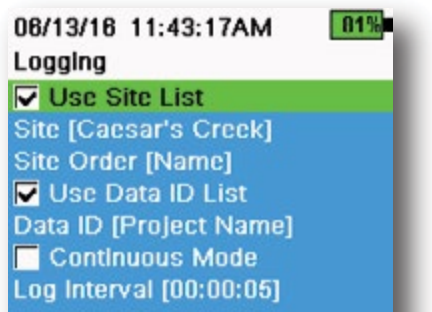 06/13/16 11:43:17AM 81%
Logging
Use Site List
Site [Caesar's Creek]
Site Order [Name]
Use Data ID List
Data ID [Project Name]
Continuous Mode
Log Interval [00:00:05]